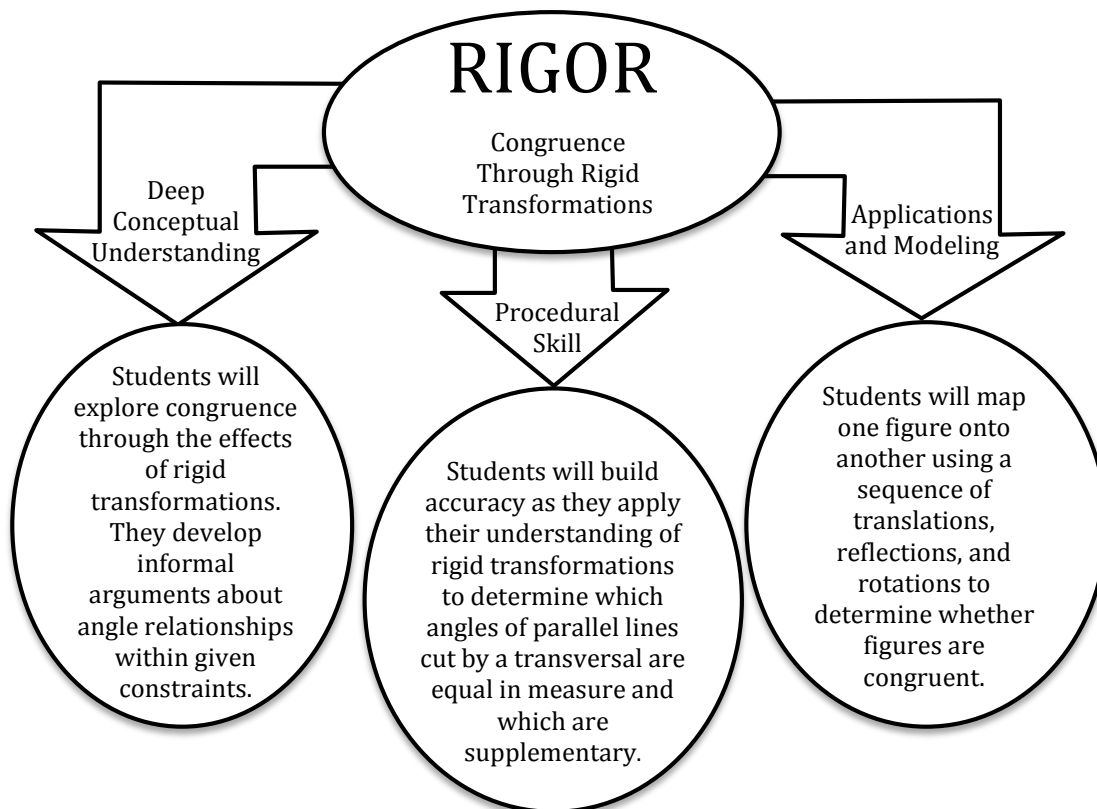 RIGOR
Congruence
Through Rigid
Transformations
Deep
Conceptual
Understanding
Procedural
Skill
Applications
and Modeling
Students will
explore congruence
through the effects
of rigid
transformations.
They develop
informal
arguments about
angle relationships
within given
constraints.
Students will build
accuracy as they apply
their understanding of
rigid transformations
to determine which
angles of parallel lines
cut by a transversal are
equal in measure and
which are
supplementary.
Students will map
one figure onto
another using a
sequence of
translations,
reflections, and
rotations to
determine whether
figures are
congruent.